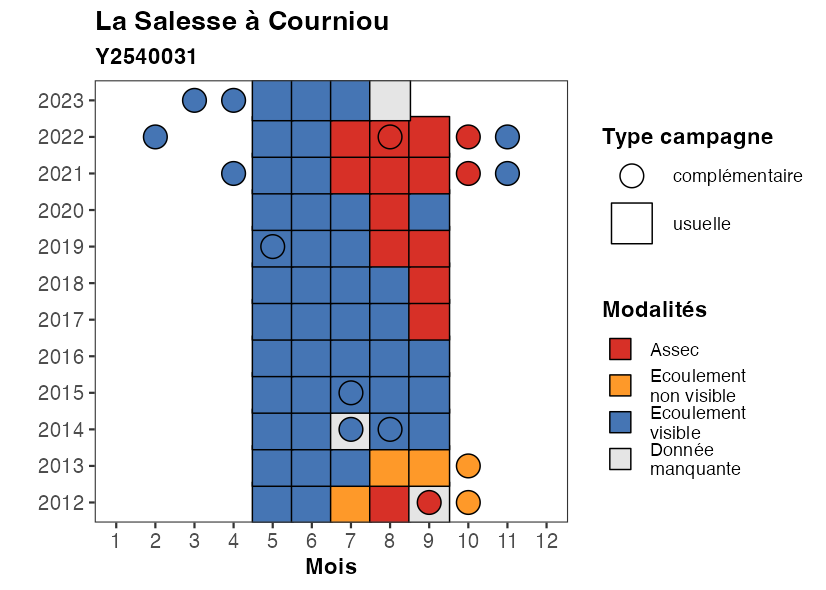 La Salesse à Courniou
Y2540031
2023
2022
2021
2020
2019
2018
2017
2016
2015
2014
2013
2012
1 2 3 4 5 6 7 8 9 10 11 12
Mois
Type campagne
complémentaire
usuelle
Modalités
Assec
Ecoulement
non visible
Ecoulement
visible
Donnée
manquante